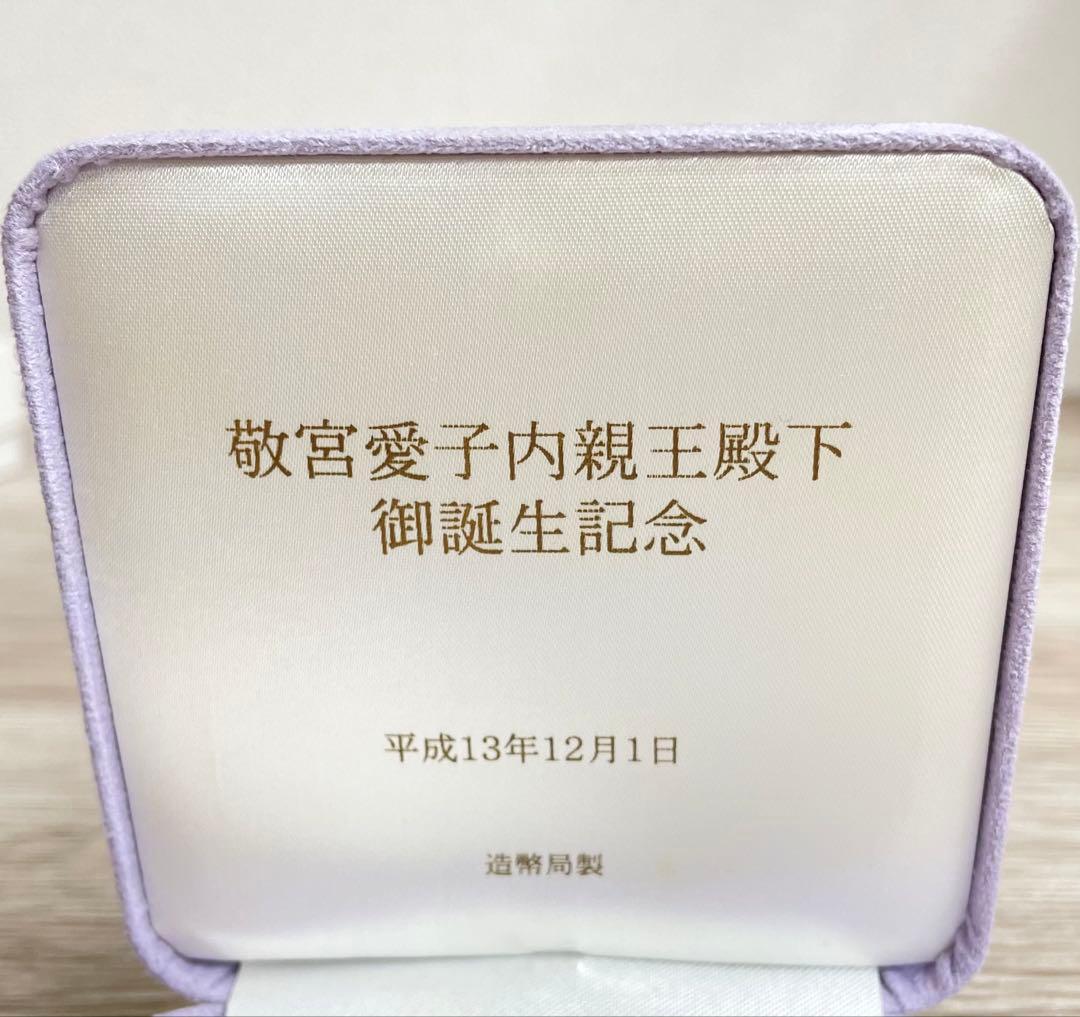 敬宮愛子内親王殿下
御誕生記念
平成13年12月1日
造幣局製